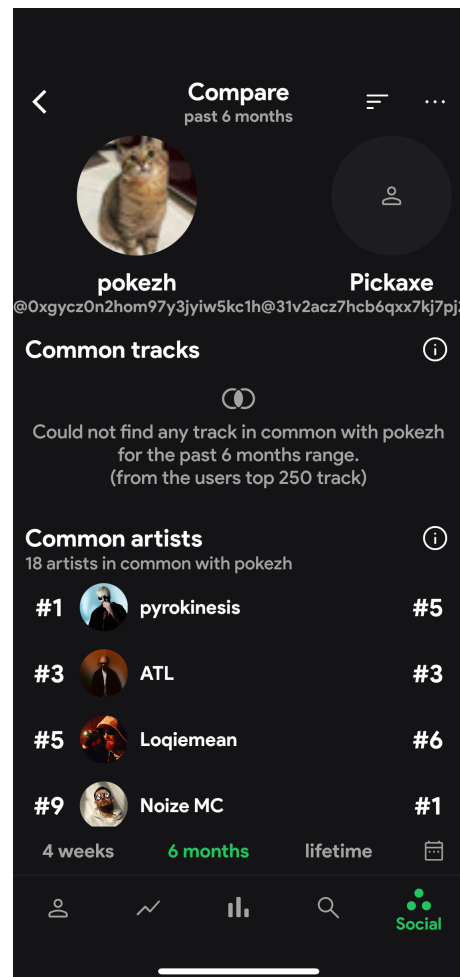 Compare
past 6 months
pokezh
Pickaxe
@0xgycz0n2hom97y3jyiw5kc1h@31v2acz7hcb6qxx7kj7pj2
Common tracks
Could not find any track in common with pokezh
for the past 6 months range.
(from the users top 250 track)
Common artists
18 artists in common with pokezh
#1 pyrokinesis #5
#3 ATL #3
#5 Loqiemean #6
#9 Noize MC #1
4 weeks 6 months lifetime
Social